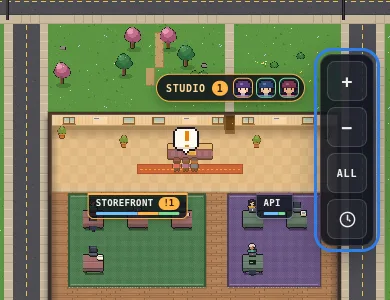 STUDIO 1
+
−
ALL
!
STOREFRONT !1
API